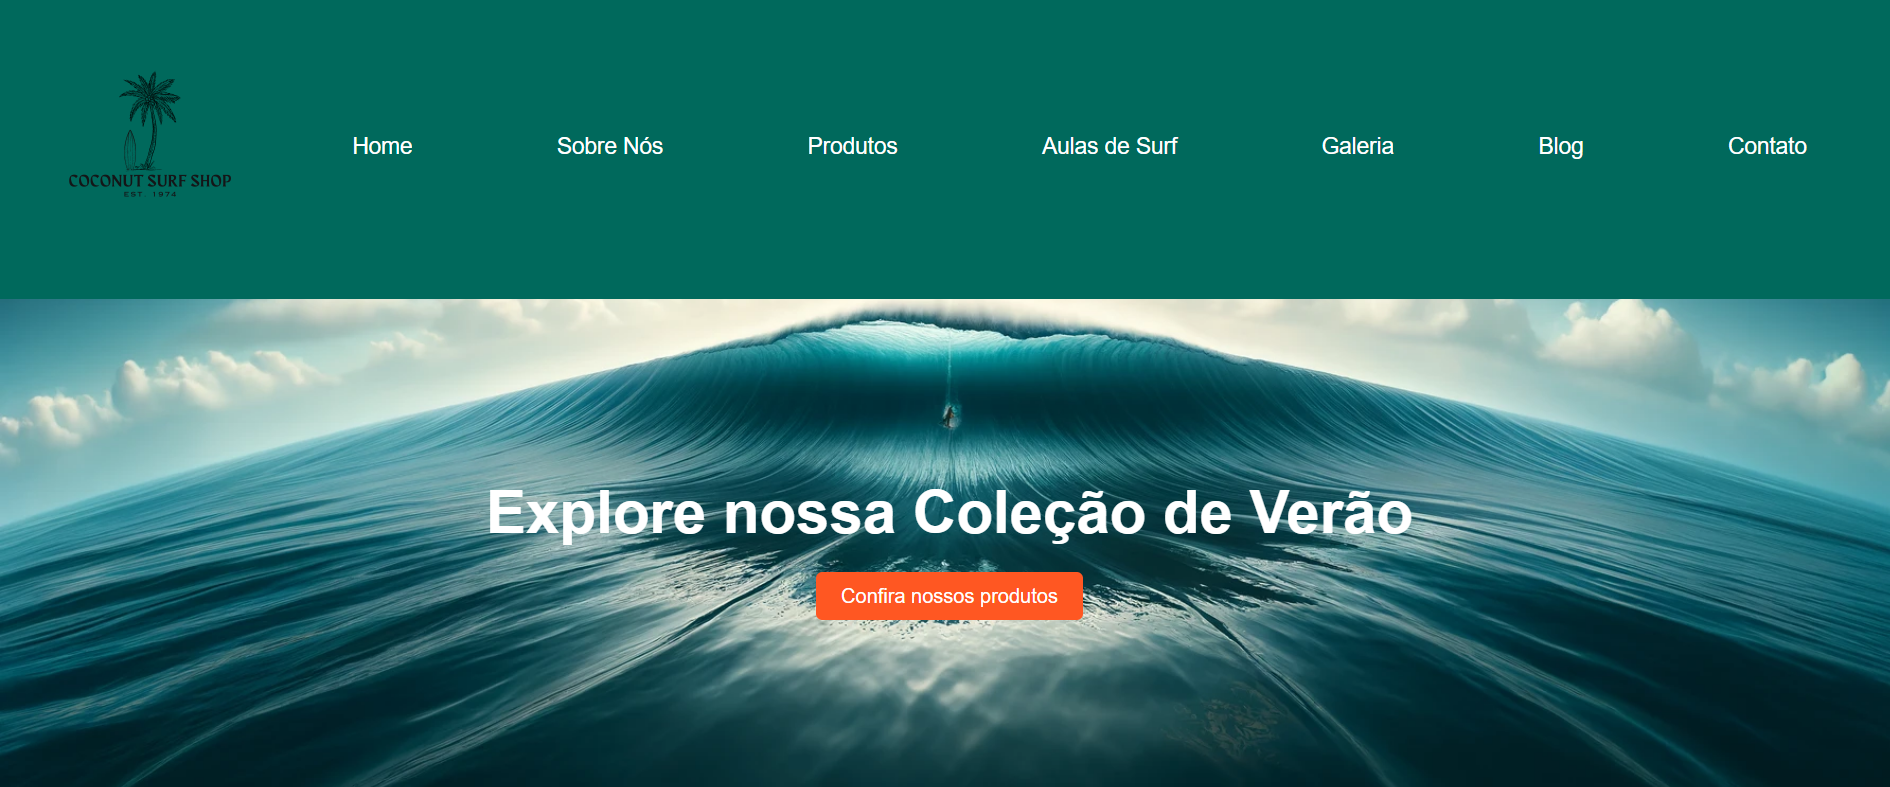 COCONUT SURF SHOP
EST. 1974
Home
Sobre Nós
Produtos
Aulas de Surf
Galeria
Blog
Contato
Explore nossa Coleção de Verão
Confira nossos produtos